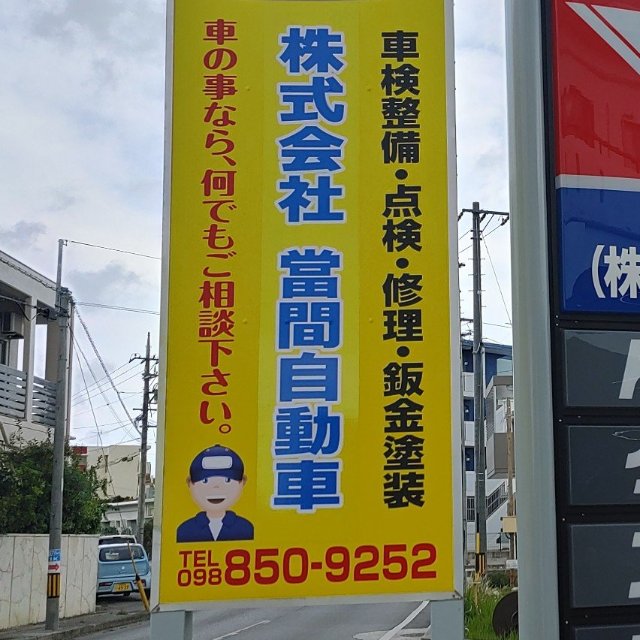 車検整備・点検・修理・鈑金塗装
株式会社 當間自動車
車の事なら、何でもご相談下さい。
TEL
098 850-9252
(株